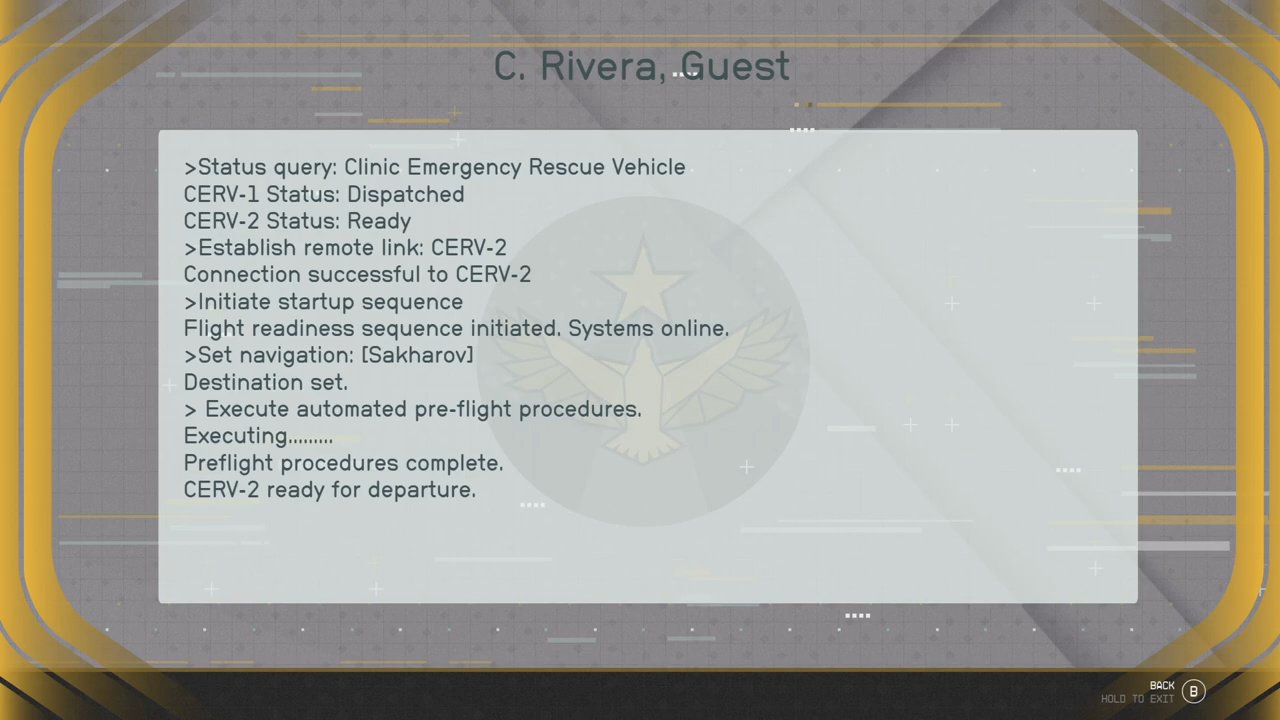 C. Rivera, Guest
>Status query: Clinic Emergency Rescue Vehicle
CERV-1 Status: Dispatched
CERV-2 Status: Ready
>Establish remote link: CERV-2
Connection successful to CERV-2
>Initiate startup sequence
Flight readiness sequence initiated. Systems online.
>Set navigation: [Sakharov]
Destination set.
> Execute automated pre-flight procedures.
Executing.........
Preflight procedures complete.
CERV-2 ready for departure.
BACK
HOLD TO EXIT
B